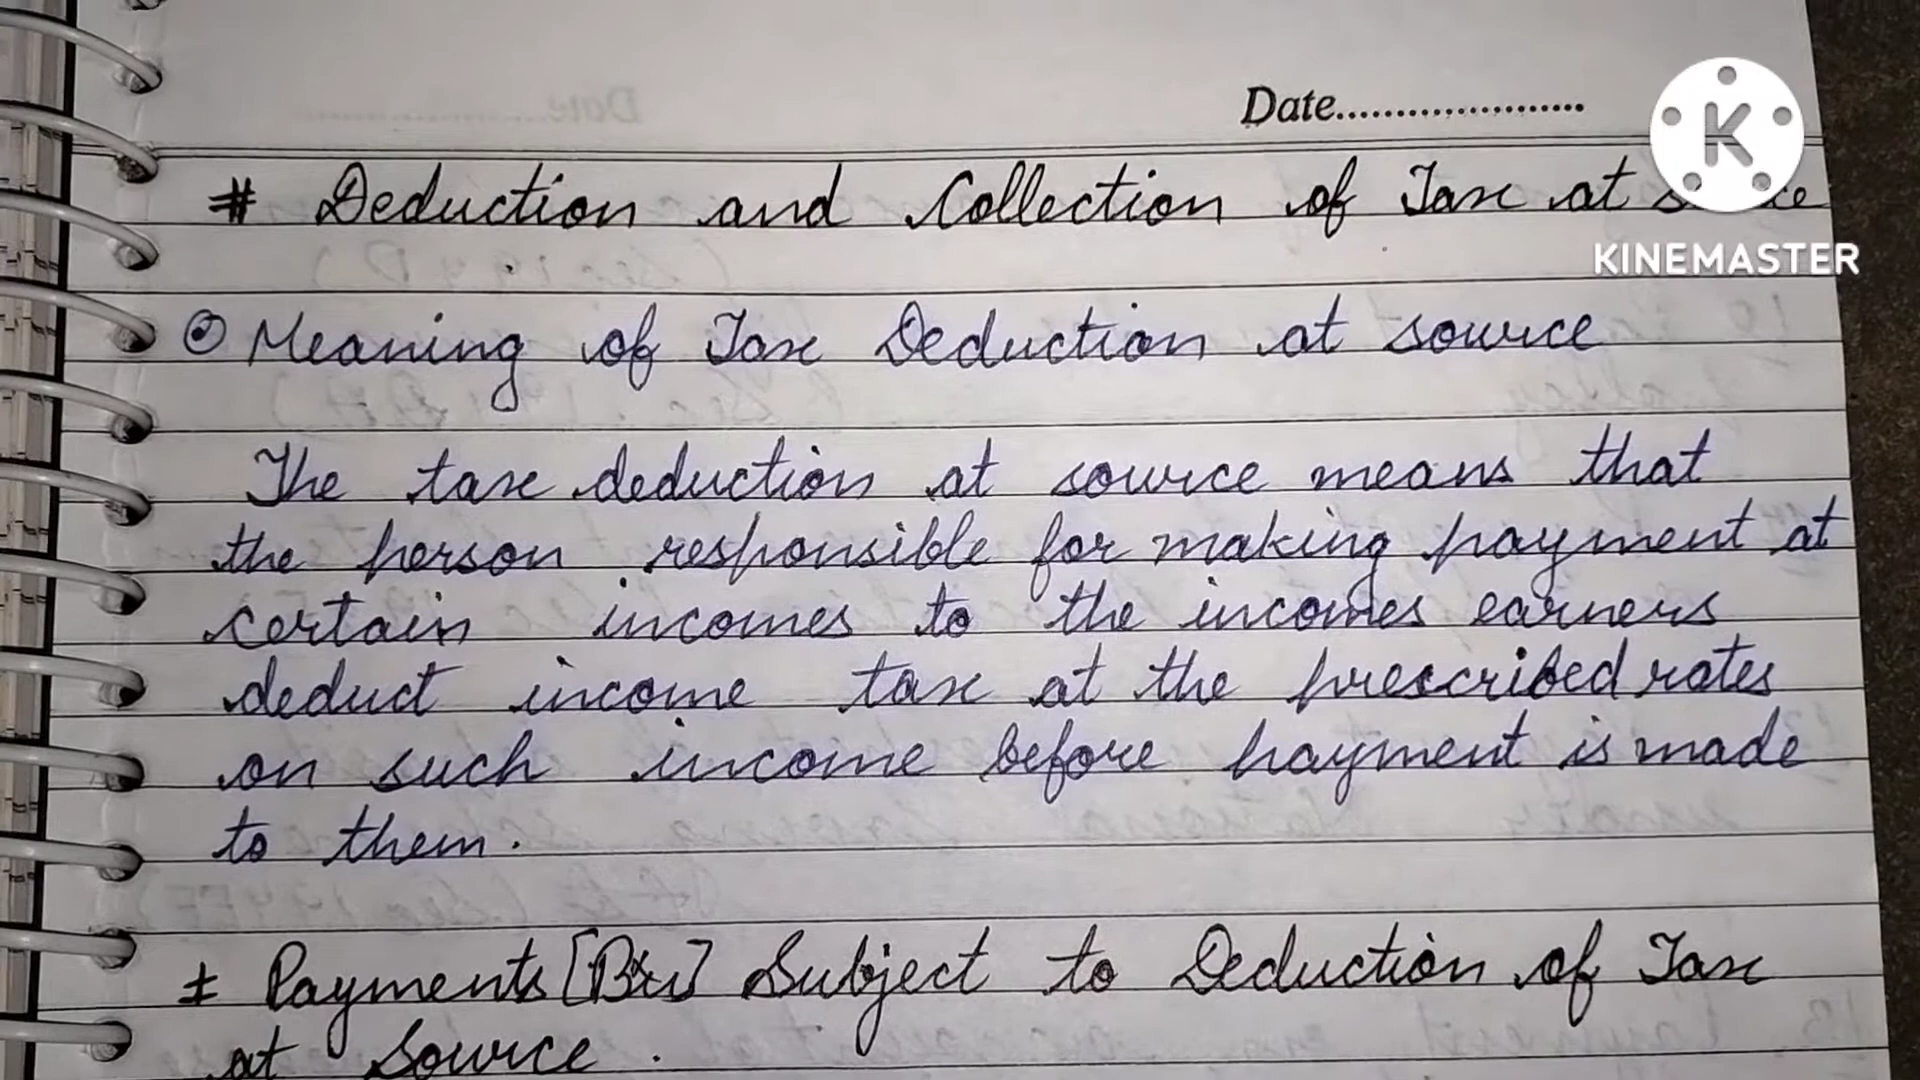 Date.....................
# Deduction and Collection of Tax at
KINEMASTER
Meaning of Tax Deduction at source
The tax deduction at source means that
the person responsible for making payment at
certain incomes to the incomes earners
deduct income tax at the prescribed rates
on such income before payment is made
to them.
Payments Subject to Deduction of Tax
at Source.